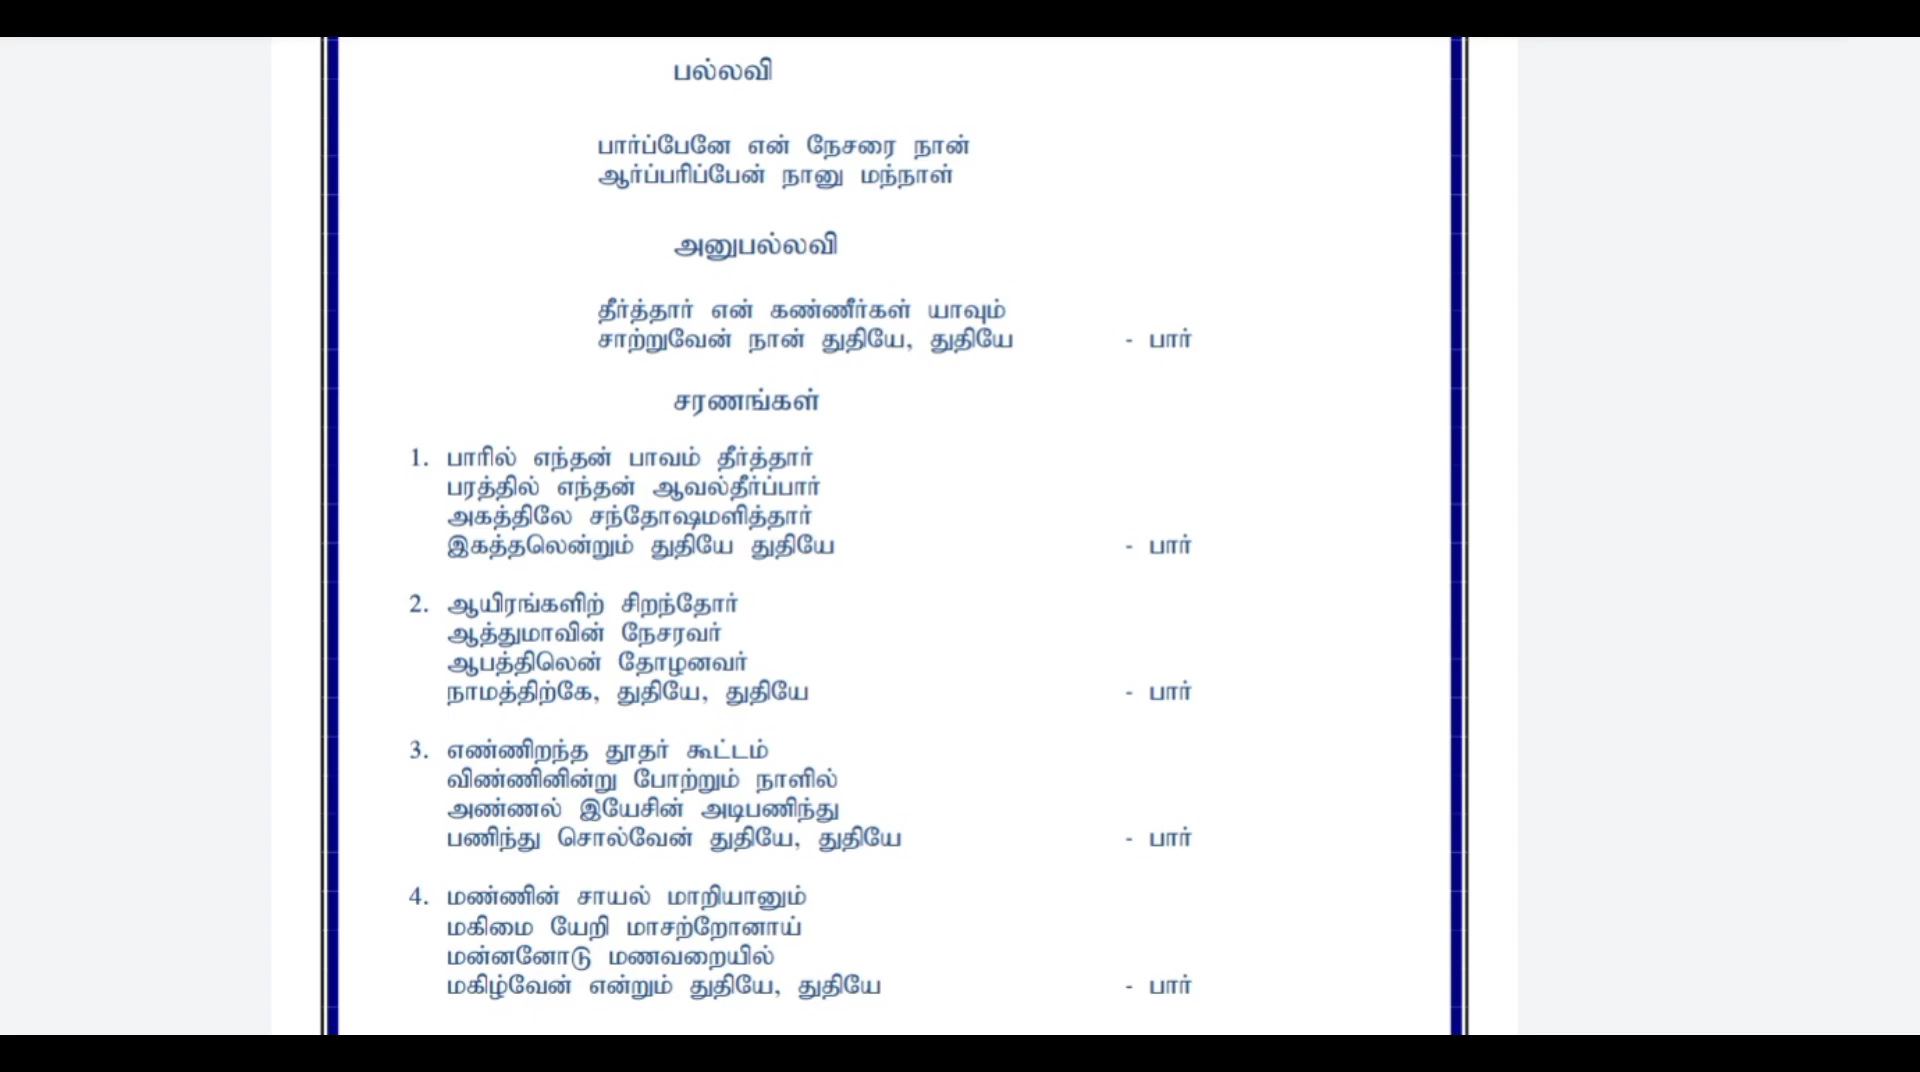 பல்லவி
பார்ப்பேனே என் நேசரை நான்
ஆர்ப்பரிப்பேன் நானு மந்நாள்
அனுபல்லவி
தீர்த்தார் என் கண்ணீர்கள் யாவும்
சாற்றுவேன் நான் துதியே, துதியே - பார்
சரணங்கள்
1. பாரில் எந்தன் பாவம் தீர்த்தார்
பரத்தில் எந்தன் ஆவல்தீர்ப்பார்
அகத்திலே சந்தோஷமளித்தார்
இகத்தலென்றும் துதியே துதியே - பார்
2. ஆயிரங்களிற் சிறந்தோர்
ஆத்துமாவின் நேசரவர்
ஆபத்திலென் தோழனவர்
நாமத்திற்கே, துதியே, துதியே - பார்
3. எண்ணிறந்த தூதர் கூட்டம்
விண்ணினின்று போற்றும் நாளில்
அண்ணல் இயேசின் அடிபணிந்து
பணிந்து சொல்வேன் துதியே, துதியே - பார்
4. மண்ணின் சாயல் மாறியானும்
மகிமை யேறி மாசற்றோனாய்
மன்னனோடு மணவறையில்
மகிழ்வேன் என்றும் துதியே, துதியே - பார்